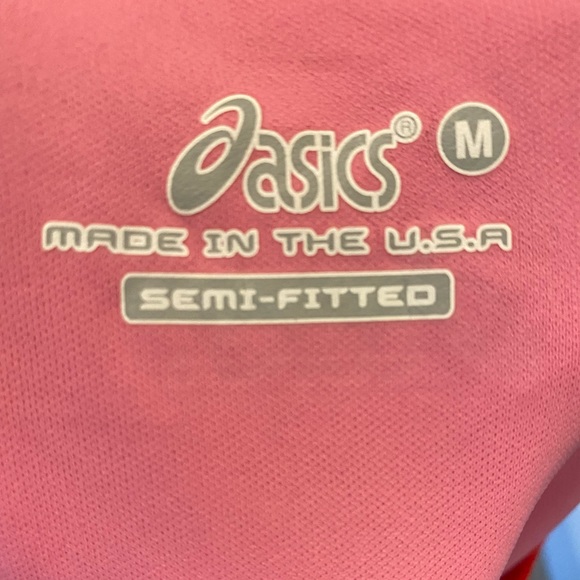 asics® M
MADE IN THE U.S.A
SEMI-FITTED